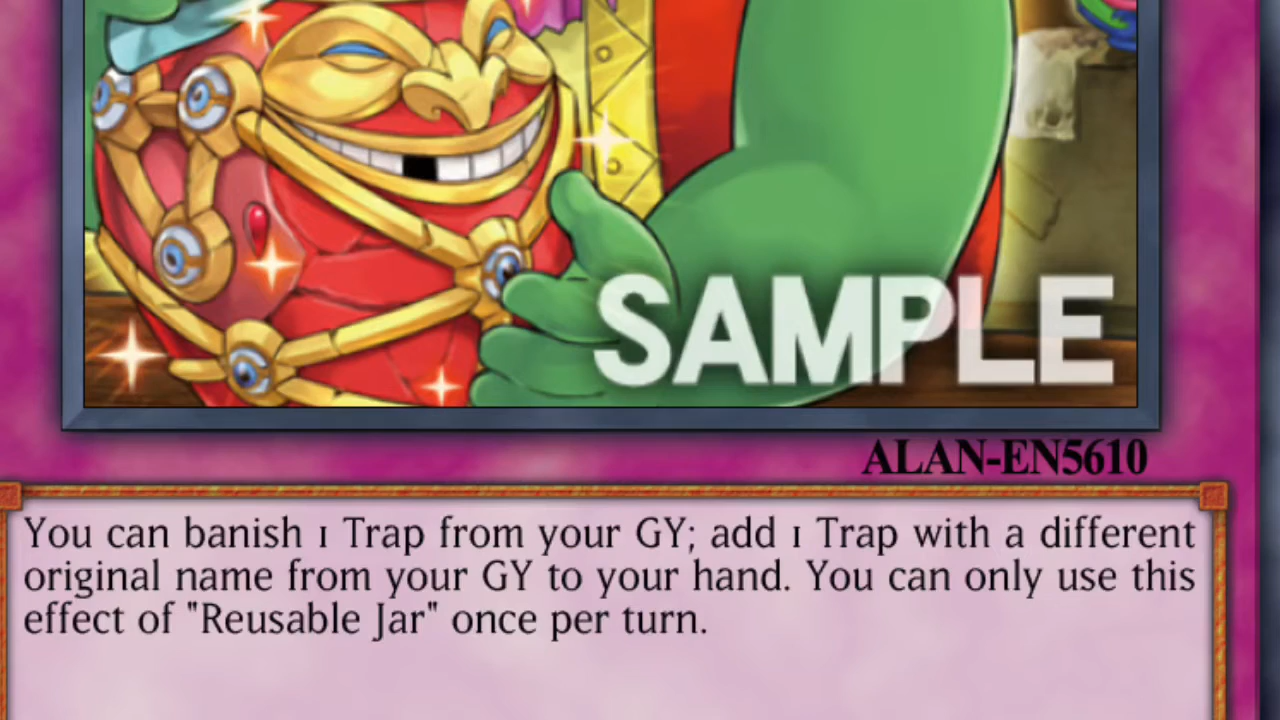 SAMPLE
ALAN-EN5610
You can banish 1 Trap from your GY; add 1 Trap with a different
original name from your GY to your hand. You can only use this
effect of "Reusable Jar" once per turn.